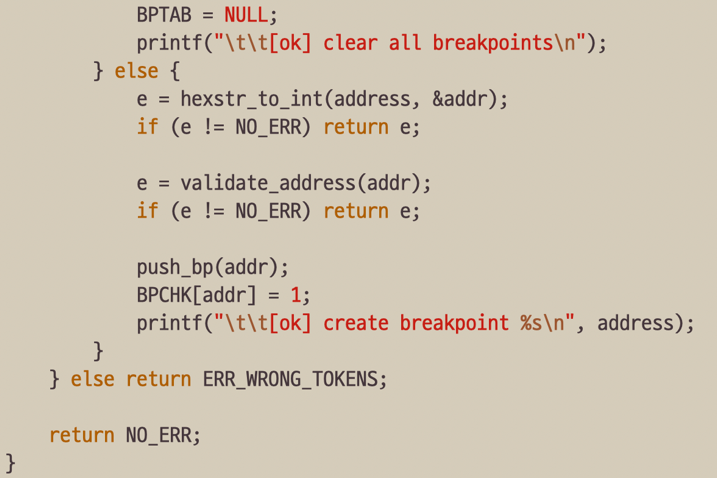 BPTAB = NULL;
            printf("\t\t[ok] clear all breakpoints\n");
        } else {
            e = hexstr_to_int(address, &addr);
            if (e != NO_ERR) return e;

            e = validate_address(addr);
            if (e != NO_ERR) return e;

            push_bp(addr);
            BPCHK[addr] = 1;
            printf("\t\t[ok] create breakpoint %s\n", address);
        }
    } else return ERR_WRONG_TOKENS;

    return NO_ERR;
}